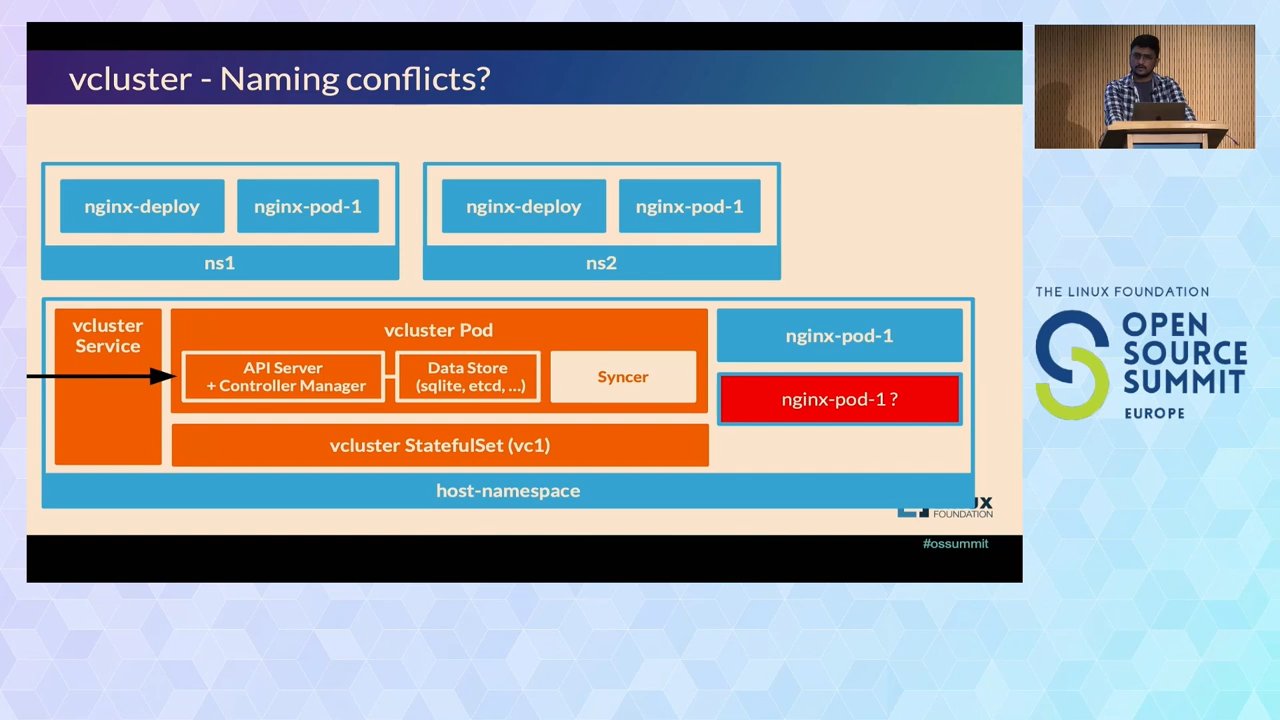 vcluster - Naming conflicts?
nginx-deploy
nginx-pod-1
nginx-deploy
nginx-pod-1
ns1
ns2
vcluster
Service
vcluster Pod
API Server
+ Controller Manager
Data Store
(sqlite, etcd, ...)
Syncer
nginx-pod-1
nginx-pod-1 ?
vcluster StatefulSet (vc1)
host-namespace
FOUNDATION
#ossummit
THE LINUX FOUNDATION
OPEN
SOURCE
SUMMIT
EUROPE